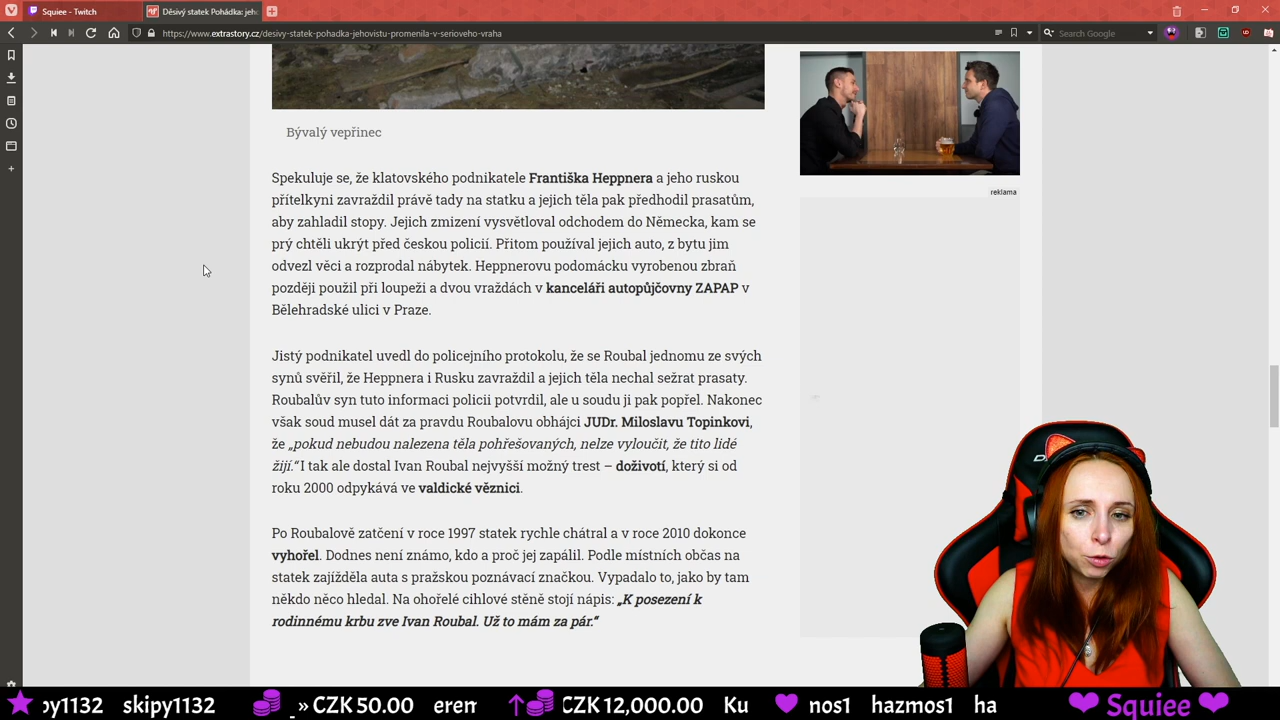 Squiee - Twitch
Děsivý statek Pohádka: jeh
https://www.extrastory.cz/desivy-statek-pohadka-jehovistu-promenila-v-serioveho-vraha
Search Google
Bývalý vepřinec
reklama
Spekuluje se, že klatovského podnikatele Františka Heppnera a jeho ruskou
přítelkyni zavraždil právě tady na statku a jejich těla pak předhodil prasatům,
aby zahladil stopy. Jejich zmizení vysvětloval odchodem do Německa, kam se
prý chtěli ukrýt před českou policií. Přitom používal jejich auto, z bytu jim
odvezl věci a rozprodal nábytek. Heppnerovu podomácku vyrobenou zbraň
později použil při loupeži a dvou vraždách v kanceláři autopůjčovny ZAPAP v
Bělehradské ulici v Praze.
Jistý podnikatel uvedl do policejního protokolu, že se Roubal jednomu ze svých
synů svěřil, že Heppnera i Rusku zavraždil a jejich těla nechal sežrat prasaty.
Roubalův syn tuto informaci policii potvrdil, ale u soudu ji pak popřel. Nakonec
však soud musel dát za pravdu Roubalovu obhájci JUDr. Miloslavu Topinkovi,
že „pokud nebudou nalezena těla pohřešovaných, nelze vyloučit, že tito lidé
žijí.“ I tak ale dostal Ivan Roubal nejvyšší možný trest – doživotí, který si od
roku 2000 odpykává ve valdické věznici.
Po Roubalově zatčení v roce 1997 statek rychle chátral a v roce 2010 dokonce
vyhořel. Dodnes není známo, kdo a proč jej zapálil. Podle místních občas na
statek zajížděla auta s pražskou poznávací značkou. Vypadalo to, jako by tam
někdo něco hledal. Na ohořelé cihlové stěně stojí nápis: „K posezení k
rodinnému krbu zve Ivan Roubal. Už to mám za pár.“
py1132 skipy1132 _ » CZK 50.00 eren CZK 12,000.00 Ku nos1 hazmos1 ha Squiee